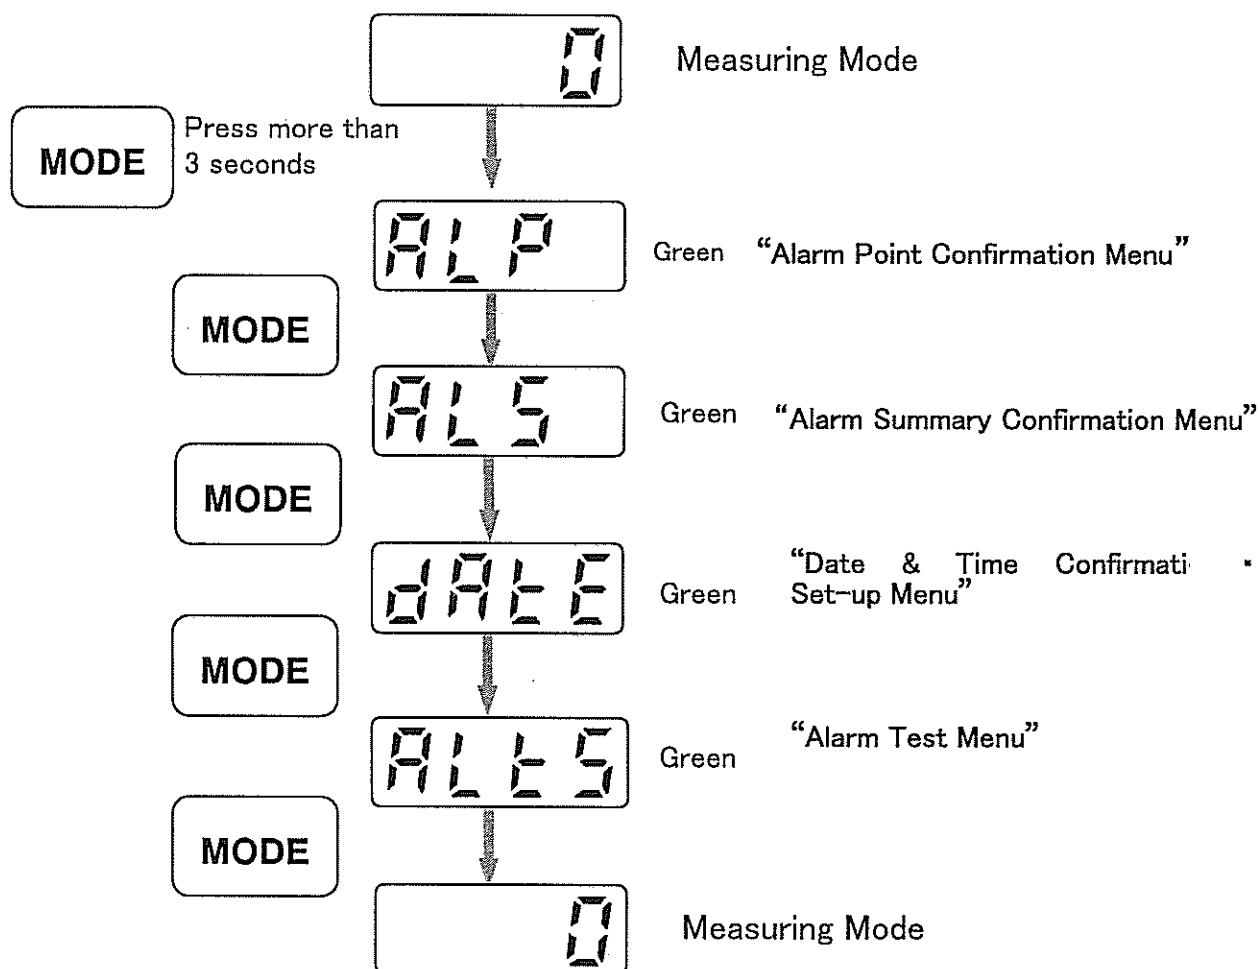 0
Measuring Mode
MODE
Press more than
3 seconds
ALP
Green
“Alarm Point Confirmation Menu”
MODE
ALS
Green
“Alarm Summary Confirmation Menu”
MODE
dAtE
Green
“Date & Time Confirmati
Set-up Menu”
MODE
ALtS
Green
“Alarm Test Menu”
MODE
0
Measuring Mode